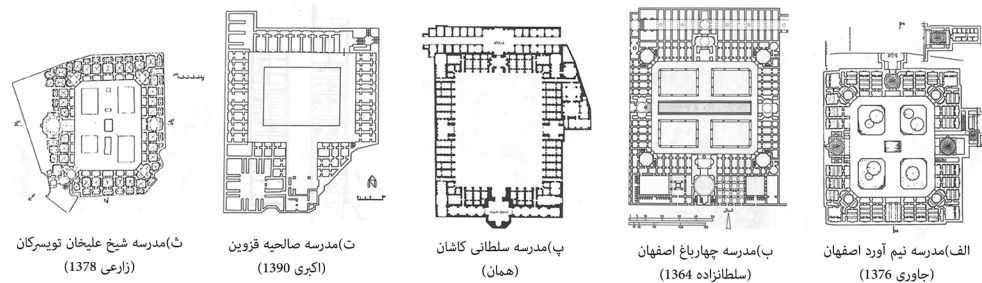 الف)مدرسه نیم آورد اصفهان
(جاوری 1376)
ب)مدرسه چهارباغ اصفهان
(سلطانزاده 1364)
پ)مدرسه سلطانی کاشان
(همان)
ت)مدرسه صالحیه قزوین
(اکبری 1390)
ث)مدرسه شیخ علیخان تویسرکان
(زارعی 1378)